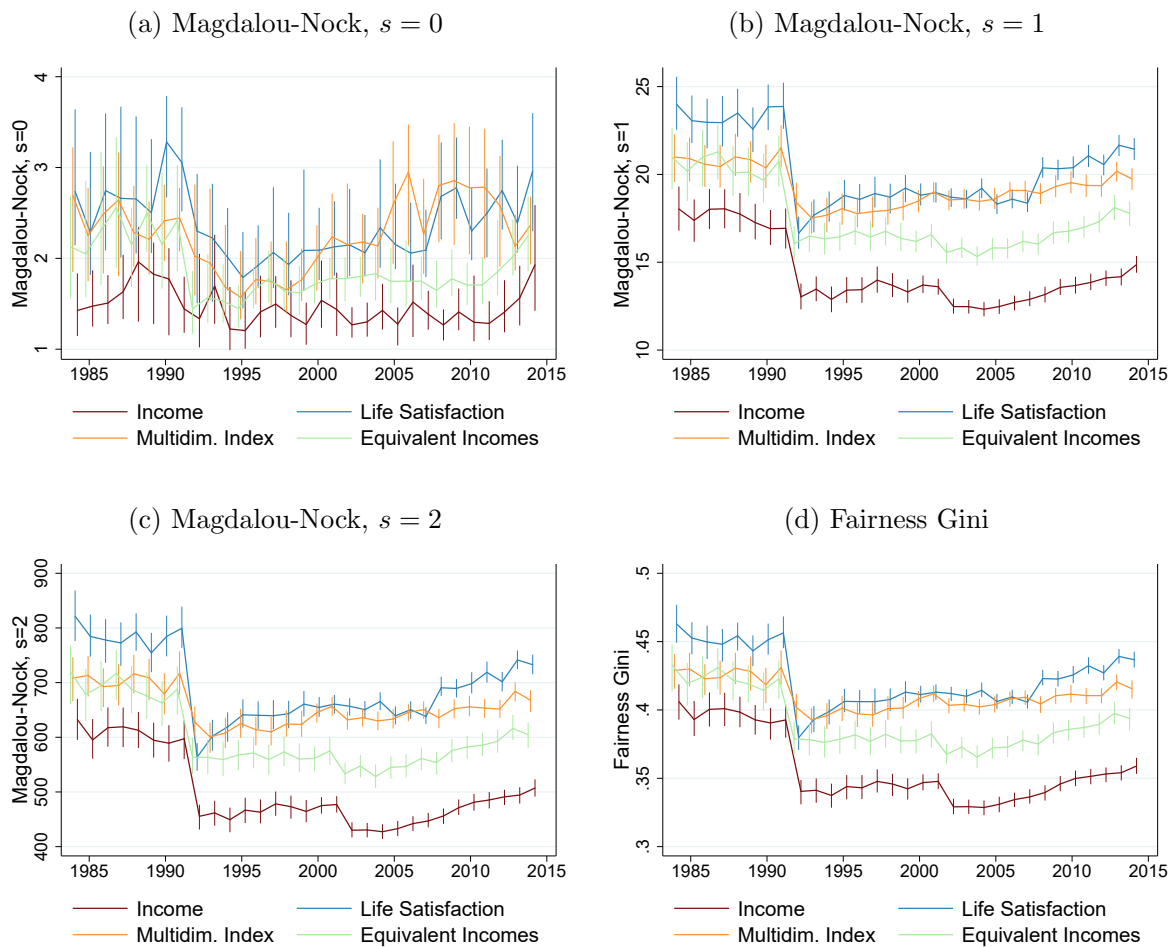 (a) Magdalou-Nock, s = 0
Magdalou-Nock, s=0
4
3
2
1
1985 1990 1995 2000 2005 2010 2015
Income Life Satisfaction
Multidim. Index Equivalent Incomes
(b) Magdalou-Nock, s = 1
Magdalou-Nock, s=1
25
20
15
10
1985 1990 1995 2000 2005 2010 2015
Income Life Satisfaction
Multidim. Index Equivalent Incomes
(c) Magdalou-Nock, s = 2
Magdalou-Nock, s=2
900
800
700
600
500
400
1985 1990 1995 2000 2005 2010 2015
Income Life Satisfaction
Multidim. Index Equivalent Incomes
(d) Fairness Gini
Fairness Gini
.5
.45
.4
.35
.3
1985 1990 1995 2000 2005 2010 2015
Income Life Satisfaction
Multidim. Index Equivalent Incomes